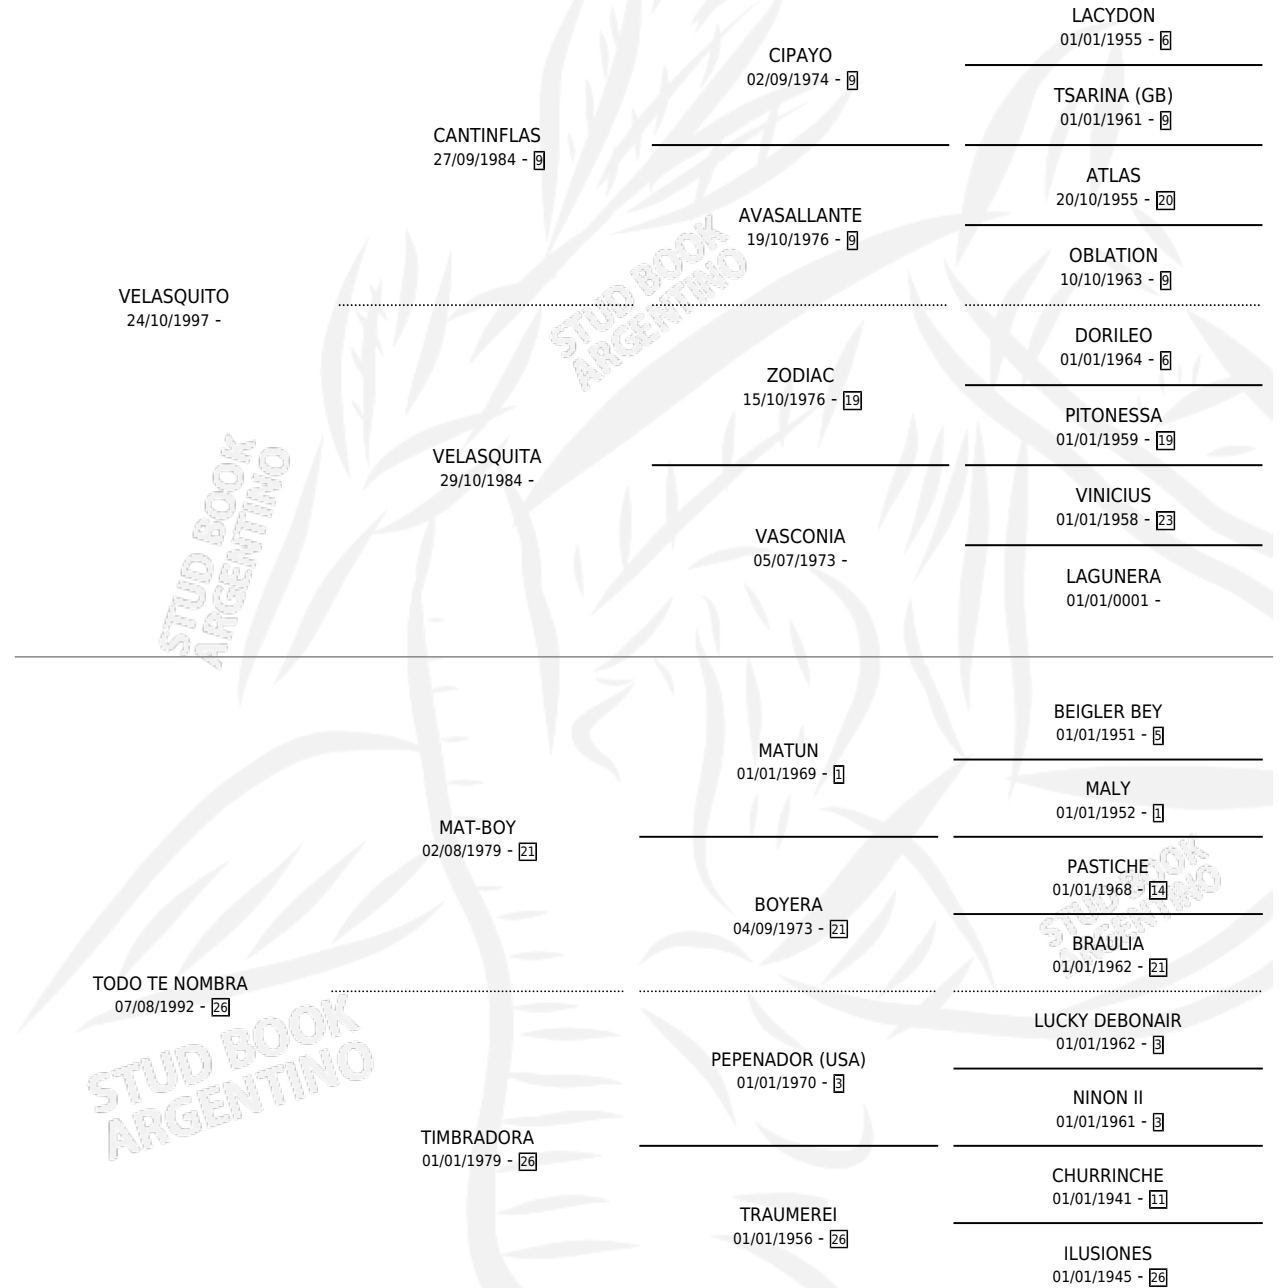 LACYDON
01/01/1955 - 6
CIPAYO
02/09/1974 - 9
TSARINA (GB)
01/01/1961 - 9
CANTINFLAS
27/09/1984 - 9
ATLAS
20/10/1955 - 20
AVASALLANTE
19/10/1976 - 9
OBLATION
10/10/1963 - 9
VELASQUITO
24/10/1997 -
STUD BOOK
ARGENTINO
DORILEO
01/01/1964 - 6
ZODIAC
15/10/1976 - 19
PITONESSA
01/01/1959 - 19
VELASQUITA
29/10/1984 -
VINICIUS
01/01/1958 - 23
VASCONIA
05/07/1973 -
LAGUNERA
01/01/0001 -
STUD BOOK
ARGENTINO
BEIGLER BEY
01/01/1951 - 5
MATUN
01/01/1969 - 1
MALY
01/01/1952 - 1
MAT-BOY
02/08/1979 - 21
PASTICHE
01/01/1968 - 14
BOYERA
04/09/1973 - 21
STUD BOOK
ARGENTINO
BRAULIA
01/01/1962 - 21
TODO TE NOMBRA
07/08/1992 - 26
LUCKY DEBONAIR
01/01/1962 - 3
PEPENADOR (USA)
01/01/1970 - 3
STUD BOOK
ARGENTINO
NINON II
01/01/1961 - 3
TIMBRADORA
01/01/1979 - 26
CHURRINCHE
01/01/1941 - 11
TRAUMEREI
01/01/1956 - 26
ILUSIONES
01/01/1945 - 26